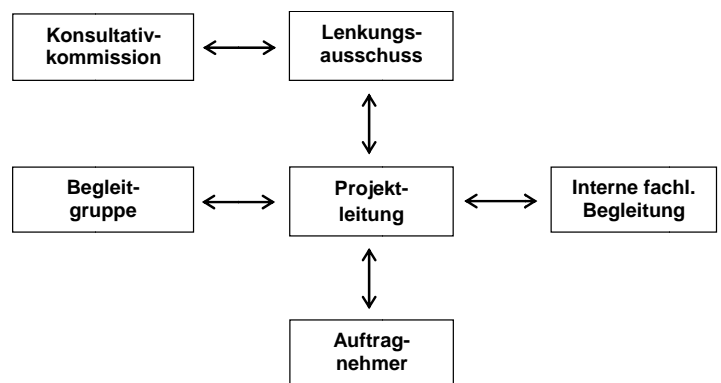 Konsultativ-
kommission
Lenkungs-
ausschuss
Begleit-
gruppe
Projekt-
leitung
Interne fachl.
Begleitung
Auftrag-
nehmer